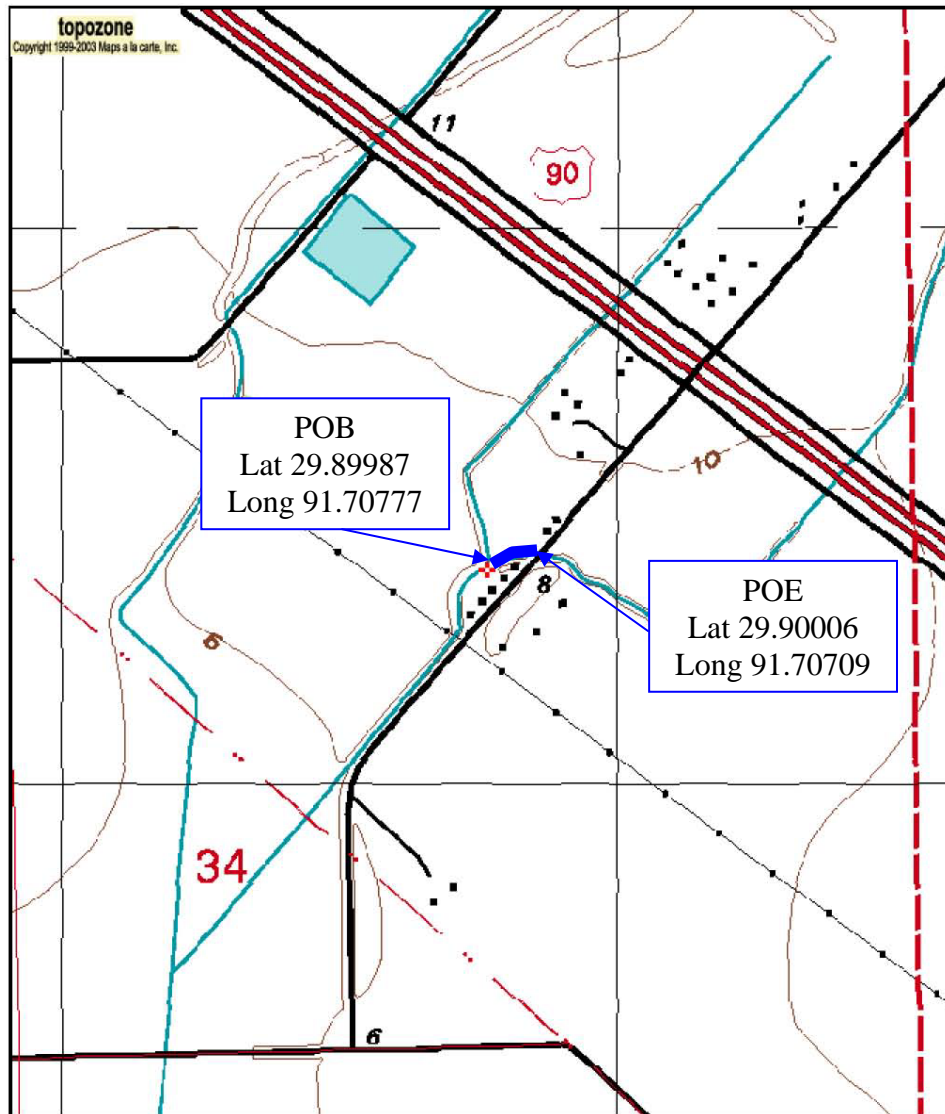 topozone
Copyright 1999-2003 Maps a la carte, Inc.
11
90
POB
Lat 29.89987
Long 91.70777
10
8
POE
Lat 29.90006
Long 91.70709
6
34
6